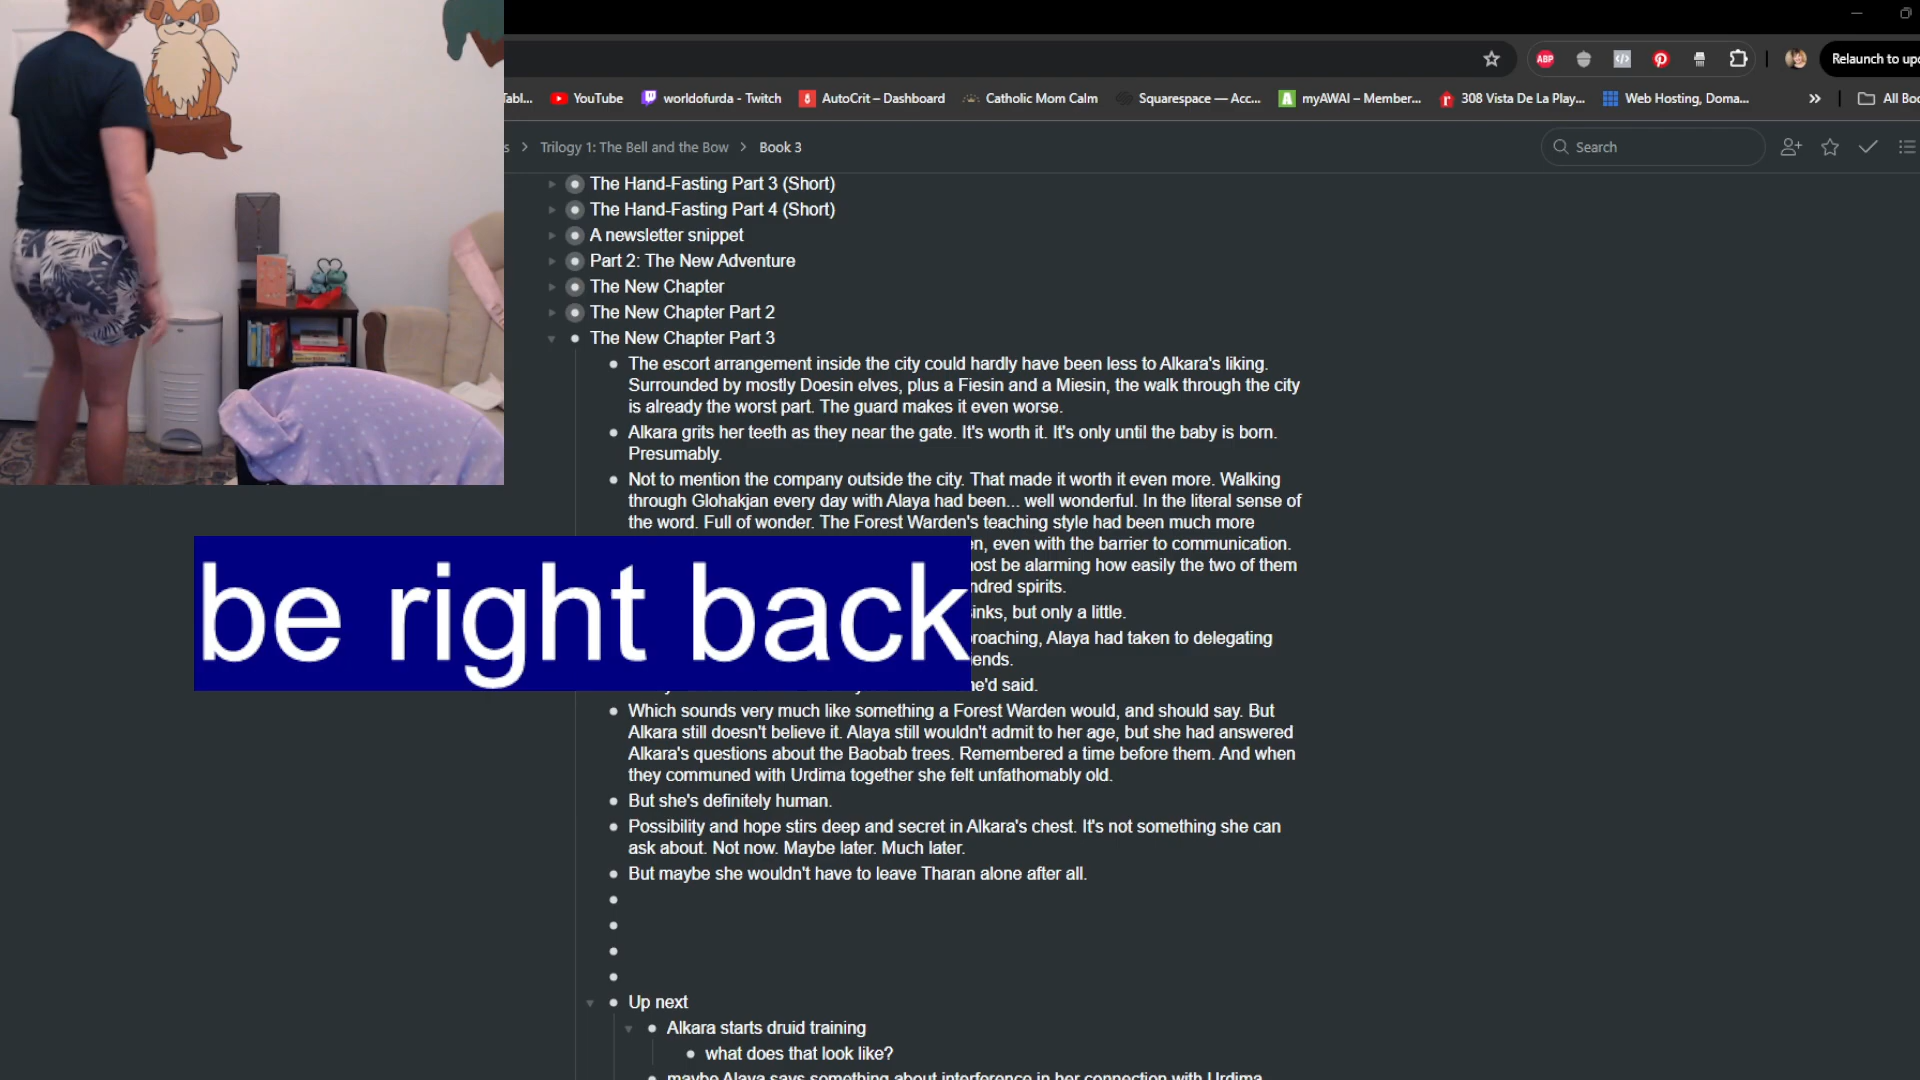 Relaunch to upd
Tabl...
YouTube
worldofurda - Twitch
AutoCrit – Dashboard
Catholic Mom Calm
Squarespace — Acc...
myAWAI – Member...
308 Vista De La Play...
Web Hosting, Doma...
All Boo
s > Trilogy 1: The Bell and the Bow > Book 3
Search
The Hand-Fasting Part 3 (Short)
The Hand-Fasting Part 4 (Short)
A newsletter snippet
Part 2: The New Adventure
The New Chapter
The New Chapter Part 2
The New Chapter Part 3
The escort arrangement inside the city could hardly have been less to Alkara's liking.
Surrounded by mostly Doesin elves, plus a Fiesin and a Miesin, the walk through the city
is already the worst part. The guard makes it even worse.
Alkara grits her teeth as they near the gate. It's worth it. It's only until the baby is born.
Presumably.
Not to mention the company outside the city. That made it worth it even more. Walking
through Glohakjan every day with Alaya had been... well wonderful. In the literal sense of
the word. Full of wonder. The Forest Warden's teaching style had been much more
en, even with the barrier to communication.
ost be alarming how easily the two of them
ndred spirits.
inks, but only a little.
roaching, Alaya had taken to delegating
ends.
he'd said.
be right back
Which sounds very much like something a Forest Warden would, and should say. But
Alkara still doesn't believe it. Alaya still wouldn't admit to her age, but she had answered
Alkara's questions about the Baobab trees. Remembered a time before them. And when
they communed with Urdima together she felt unfathomably old.
But she's definitely human.
Possibility and hope stirs deep and secret in Alkara's chest. It's not something she can
ask about. Not now. Maybe later. Much later.
But maybe she wouldn't have to leave Tharan alone after all.
Up next
Alkara starts druid training
what does that look like?
maybe Alaya says something about interference in her connection with Urdima